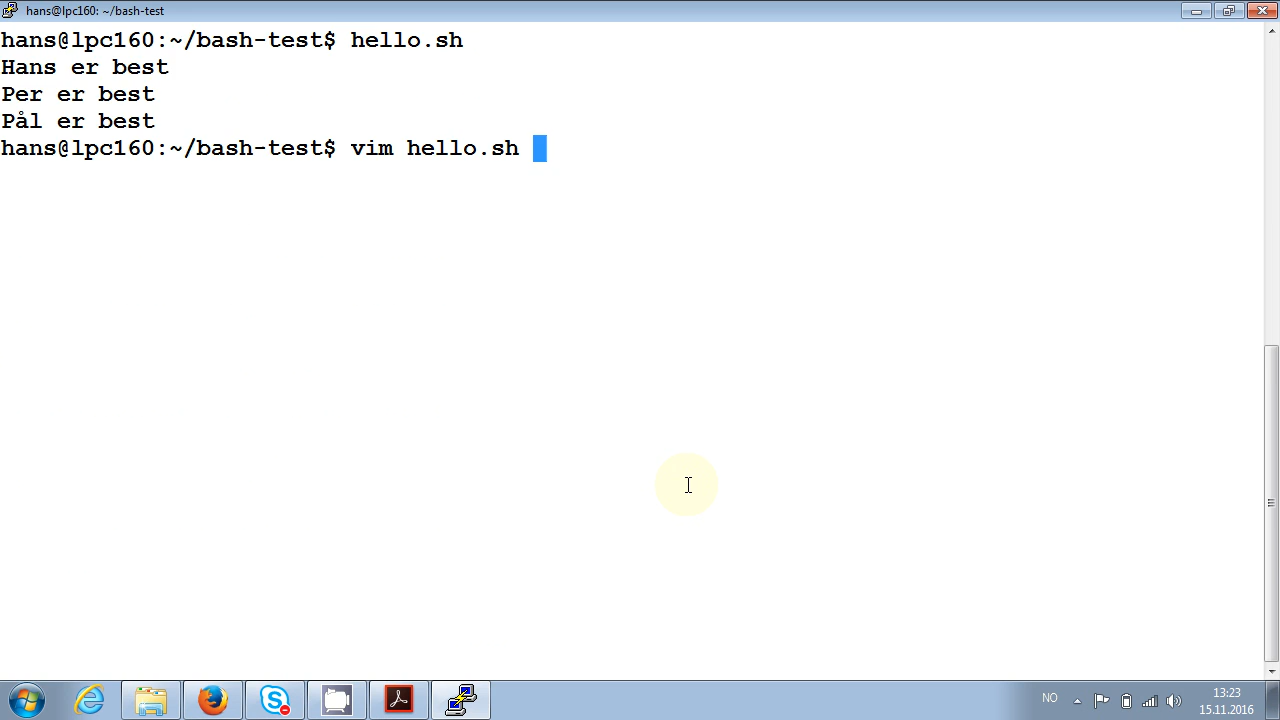 hans@lpc160: ~/bash-test
hans@lpc160:~/bash-test$ hello.sh
Hans er best
Per er best
Pål er best
hans@lpc160:~/bash-test$ vim hello.sh
NO
13:23
15.11.2016